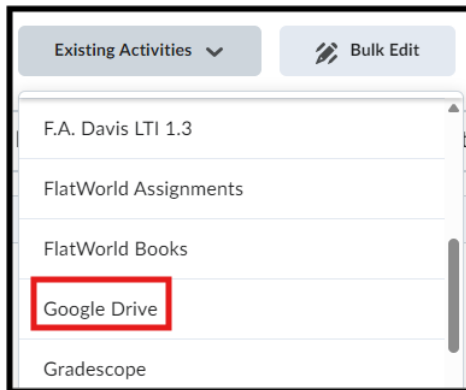 Existing Activities
Bulk Edit
F.A. Davis LTI 1.3
FlatWorld Assignments
FlatWorld Books
Google Drive
Gradescope